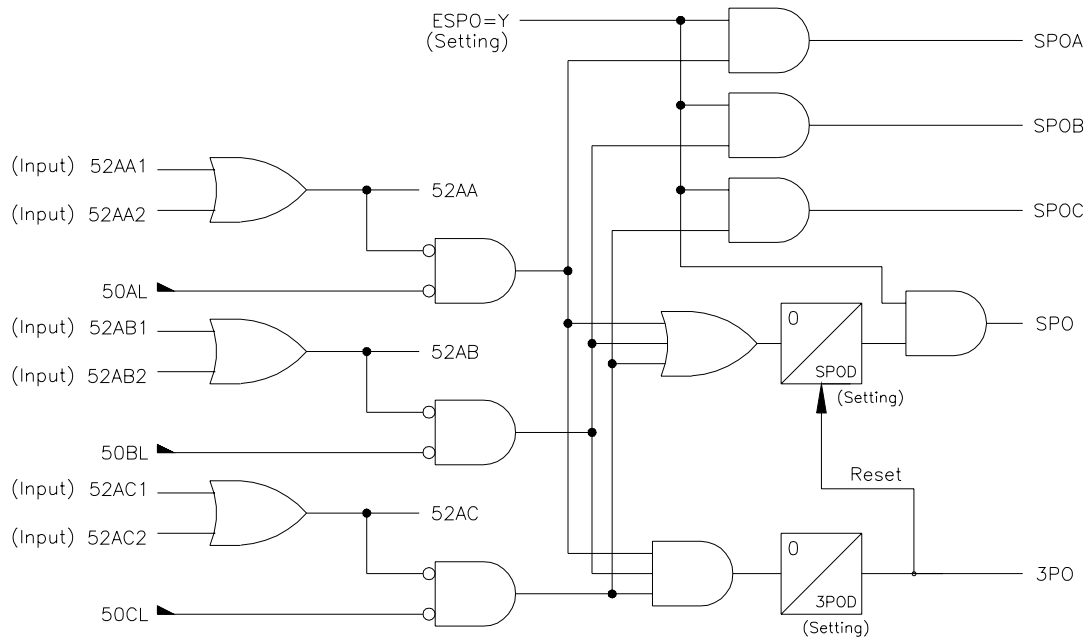 ESPO=Y
(Setting)
SPOA
SPOB
SPOC
(Input) 52AA1
(Input) 52AA2
52AA
50AL
(Input) 52AB1
(Input) 52AB2
52AB
50BL
(Input) 52AC1
(Input) 52AC2
52AC
50CL
0
SPOD
(Setting)
SPO
Reset
0
3POD
(Setting)
3PO